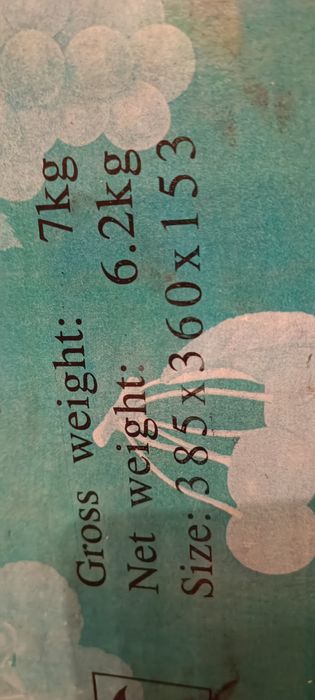 Gross weight: 7kg
Net weight: 6.2kg
Size: 385x360x153